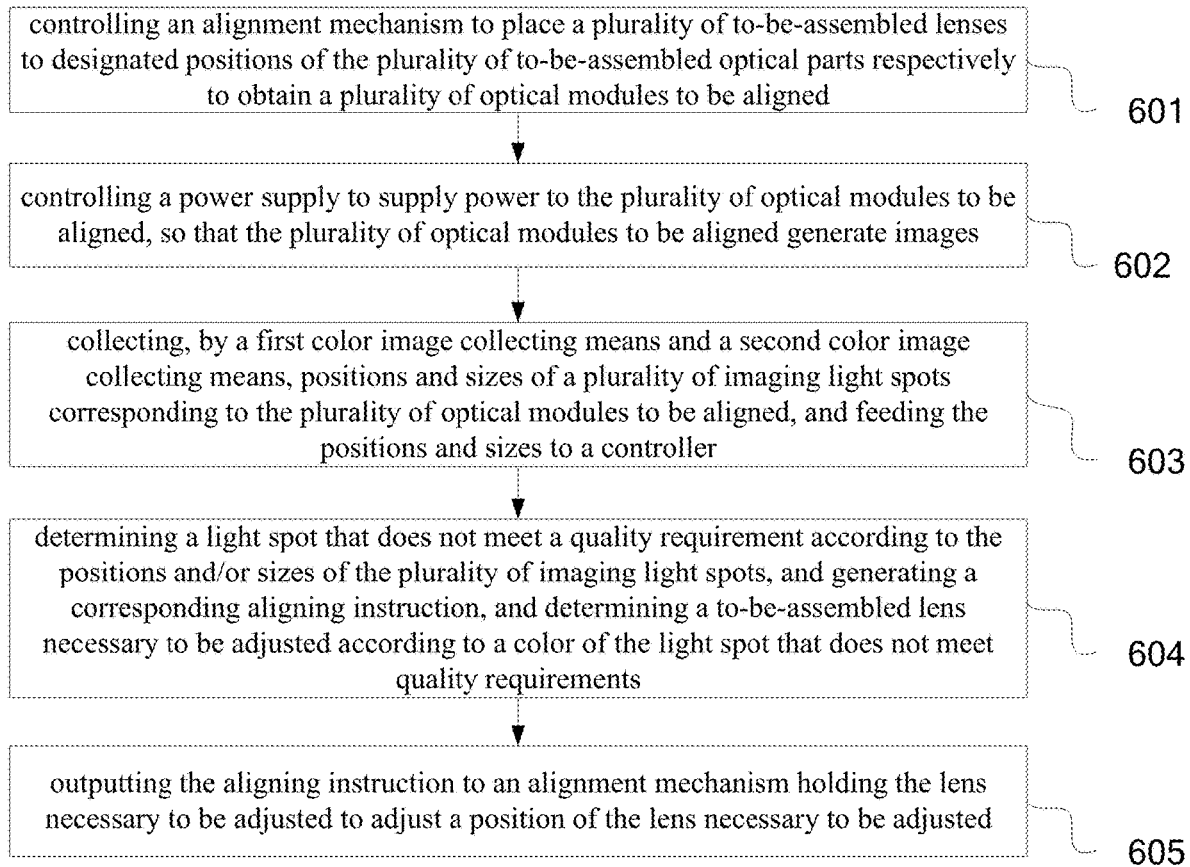 controlling an alignment mechanism to place a plurality of to-be-assembled lenses
to designated positions of the plurality of to-be-assembled optical parts respectively
to obtain a plurality of optical modules to be aligned
601
controlling a power supply to supply power to the plurality of optical modules to be
aligned, so that the plurality of optical modules to be aligned generate images
602
collecting, by a first color image collecting means and a second color image
collecting means, positions and sizes of a plurality of imaging light spots
corresponding to the plurality of optical modules to be aligned, and feeding the
positions and sizes to a controller
603
determining a light spot that does not meet a quality requirement according to the
positions and/or sizes of the plurality of imaging light spots, and generating a
corresponding aligning instruction, and determining a to-be-assembled lens
necessary to be adjusted according to a color of the light spot that does not meet
quality requirements
604
outputting the aligning instruction to an alignment mechanism holding the lens
necessary to be adjusted to adjust a position of the lens necessary to be adjusted
605